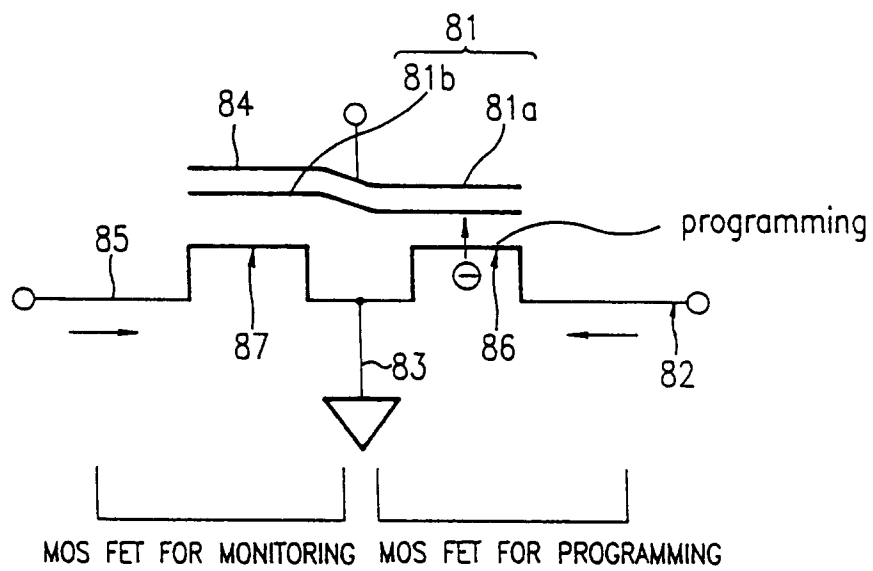 81
81b
84
81a
programming
85
87
83
86
82
MOS FET FOR MONITORING
MOS FET FOR PROGRAMMING